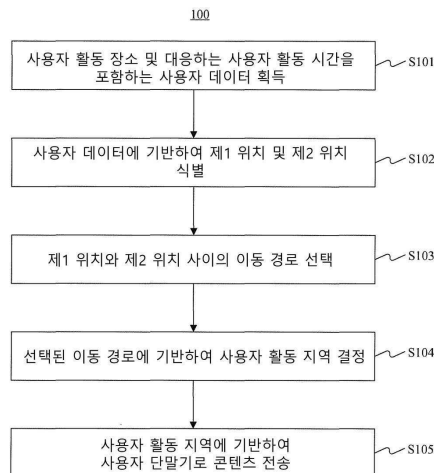 100
사용자 활동 장소 및 대응하는 사용자 활동 시간을
포함하는 사용자 데이터 획득
S101
사용자 데이터에 기반하여 제1 위치 및 제2 위치
식별
S102
제1 위치와 제2 위치 사이의 이동 경로 선택
S103
선택된 이동 경로에 기반하여 사용자 활동 지역 결정
S104
사용자 활동 지역에 기반하여
사용자 단말기로 콘텐츠 전송
S105